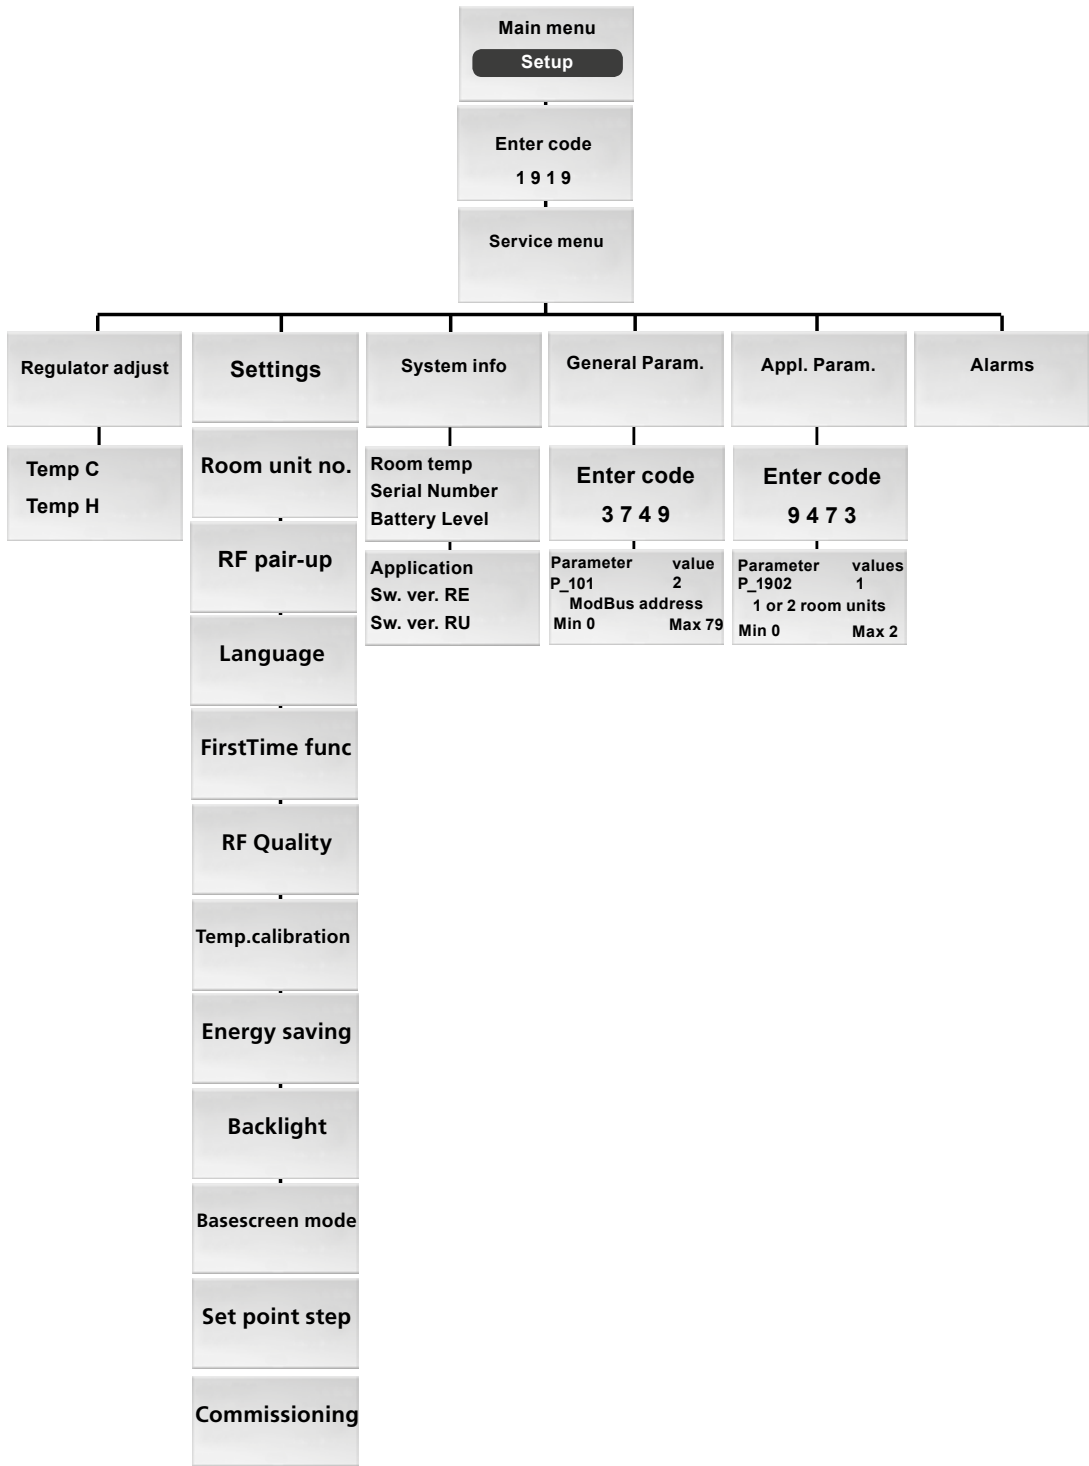 Main menu
Setup
Enter code
1 9 1 9
Service menu
Regulator adjust
Temp C
Temp H
Settings
Room unit no.
RF pair-up
Language
FirstTime func
RF Quality
Temp.calibration
Energy saving
Backlight
Basescreen mode
Set point step
Commissioning
System info
Room temp
Serial Number
Battery Level
Application
Sw. ver. RE
Sw. ver. RU
General Param.
Enter code
3 7 4 9
Parameter value
P_101 2
ModBus address
Min 0 Max 79
Appl. Param.
Enter code
9 4 7 3
Parameter values
P_1902 1
1 or 2 room units
Min 0 Max 2
Alarms